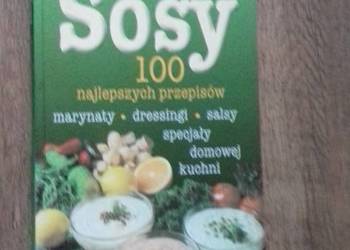 Sosy
100
najlepszych przepisów
marynaty • dressingi • salsy
specjały
domowej
kuchni